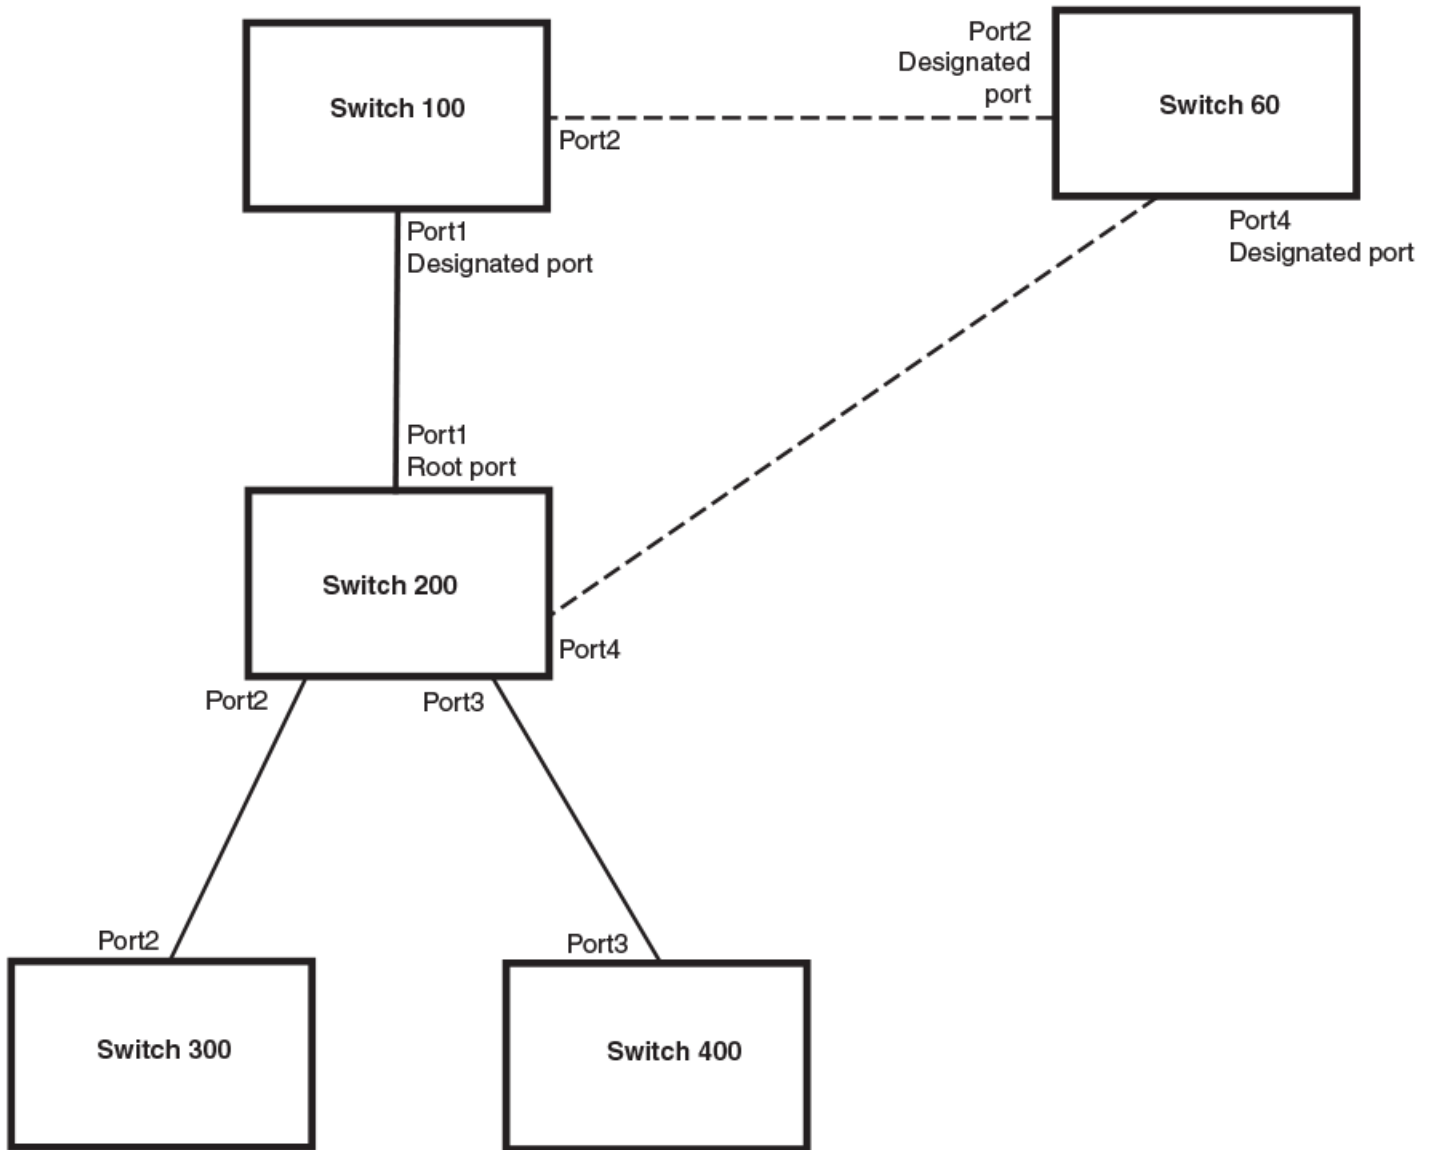 Port2
Designated
port
Switch 100
Switch 60
Port2
Port1
Designated port
Port4
Designated port
Port1
Root port
Switch 200
Port4
Port2
Port3
Port2
Port3
Switch 300
Switch 400